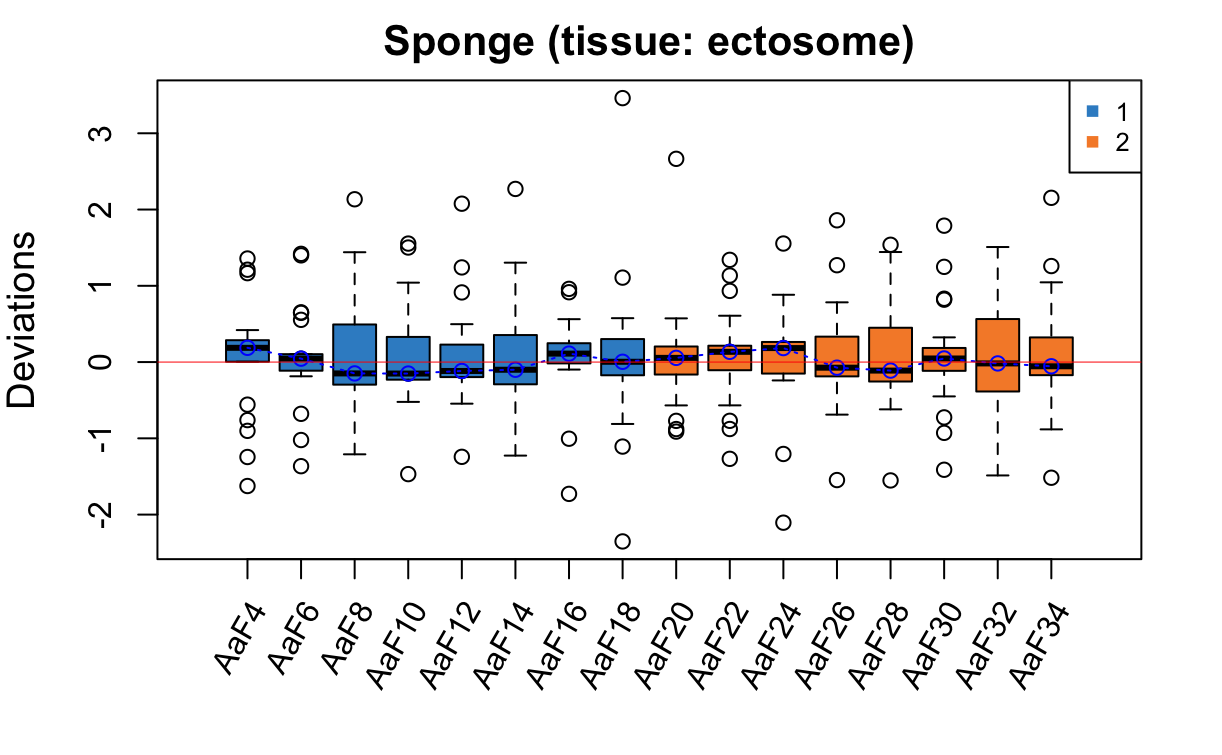 Sponge (tissue: ectosome)
1
2
Deviations
3
2
1
0
-1
-2
AaF4 AaF6 AaF8 AaF10 AaF12 AaF14 AaF16 AaF18 AaF20 AaF22 AaF24 AaF26 AaF28 AaF30 AaF32 AaF34